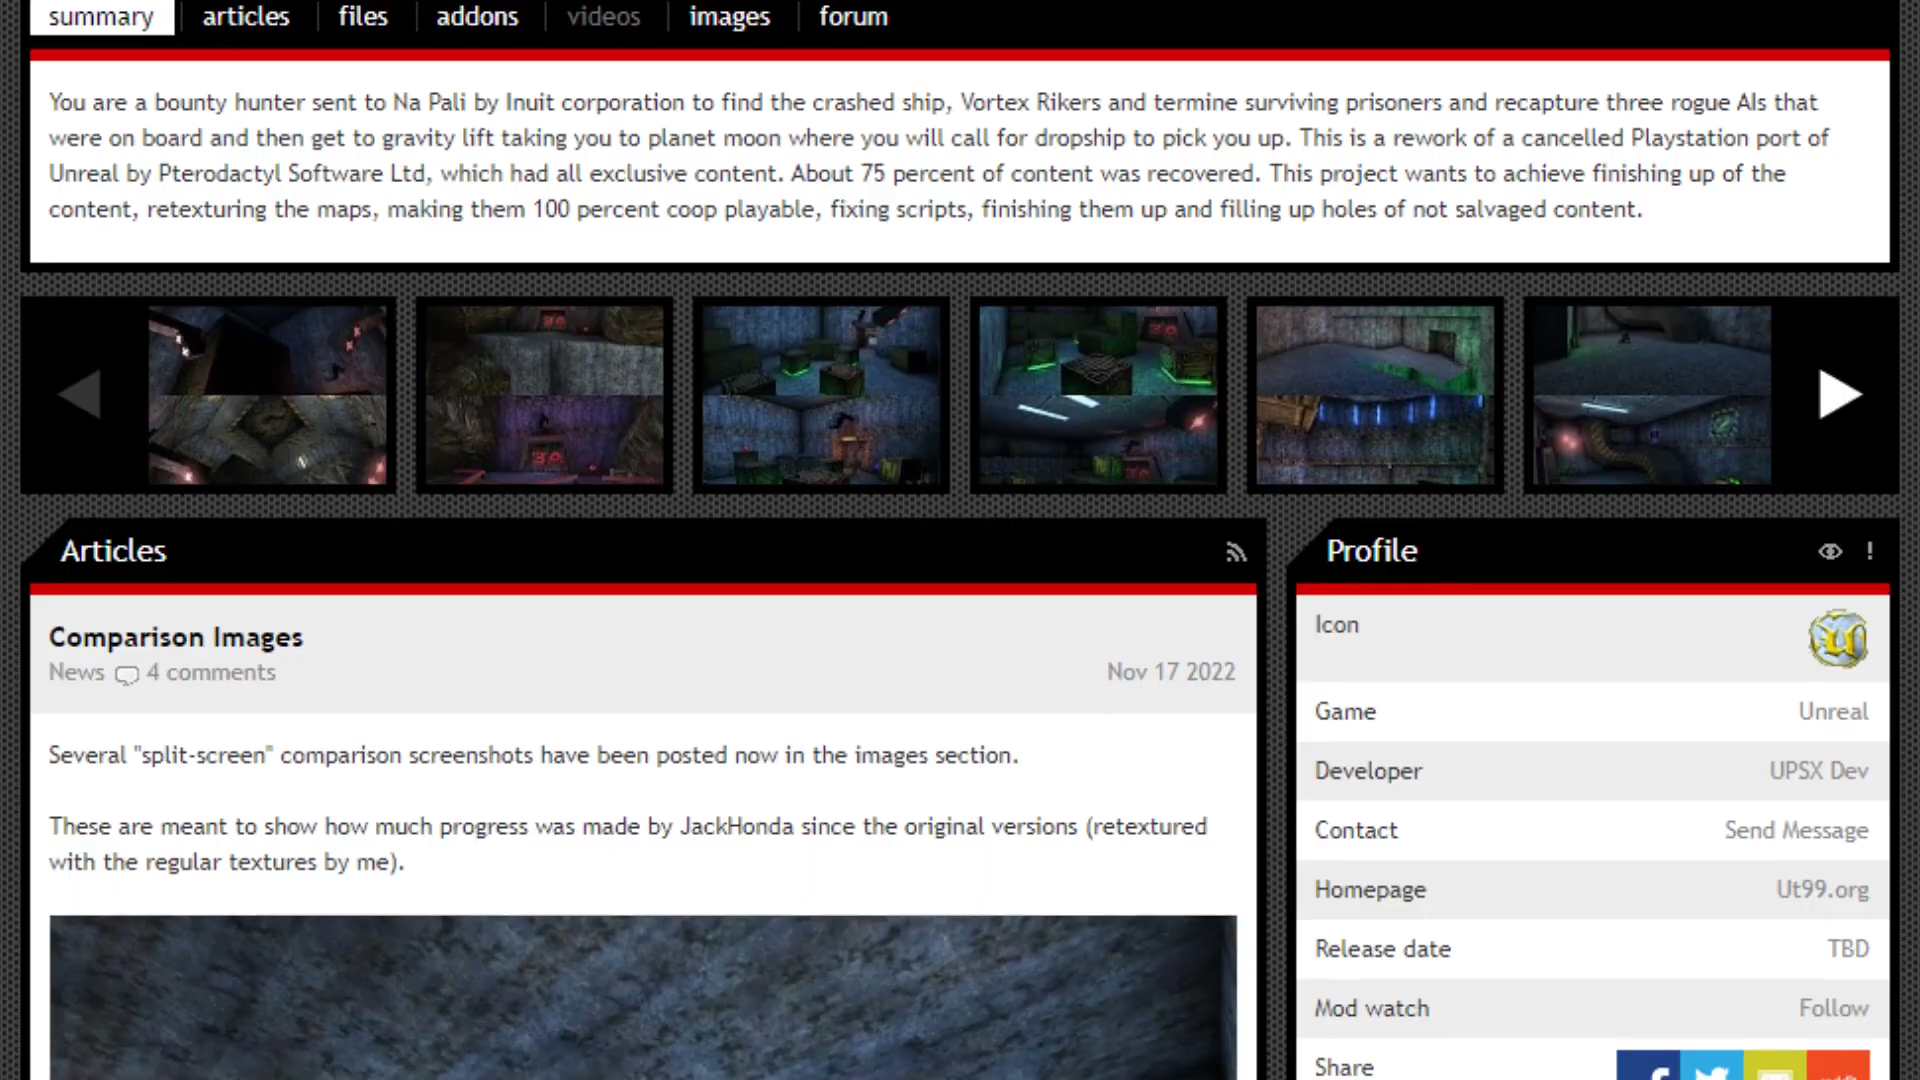 summary articles files addons videos images forum
You are a bounty hunter sent to Na Pali by Inuit corporation to find the crashed ship, Vortex Rikers and termine surviving prisoners and recapture three rogue AIs that
were on board and then get to gravity lift taking you to planet moon where you will call for dropship to pick you up. This is a rework of a cancelled Playstation port of
Unreal by Pterodactyl Software Ltd, which had all exclusive content. About 75 percent of content was recovered. This project wants to achieve finishing up of the
content, retexturing the maps, making them 100 percent coop playable, fixing scripts, finishing them up and filling up holes of not salvaged content.
Articles
Comparison Images
News 4 comments Nov 17 2022
Several "split-screen" comparison screenshots have been posted now in the images section.
These are meant to show how much progress was made by JackHonda since the original versions (retextured
with the regular textures by me).
Profile !
Icon
Game Unreal
Developer UPSX Dev
Contact Send Message
Homepage Ut99.org
Release date TBD
Mod watch Follow
Share